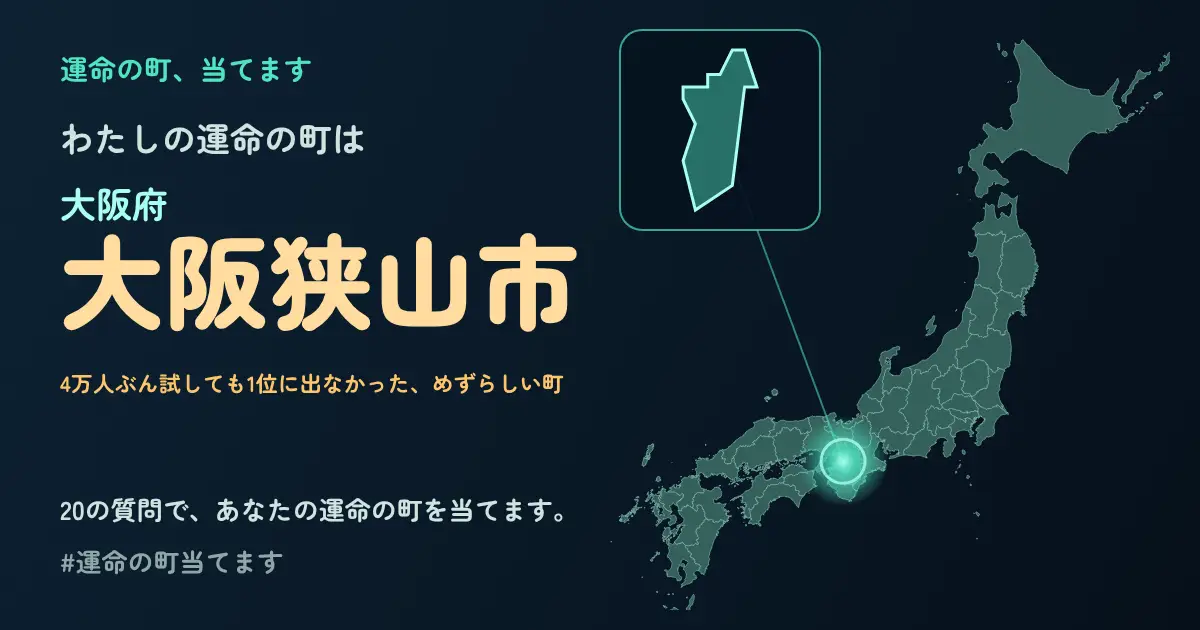 運命の町、当てます
わたしの運命の町は
大阪府
大阪狭山市
4万人ぶん試しても1位に出なかった、めずらしい町
20の質問で、あなたの運命の町を当てます。
#運命の町当てます